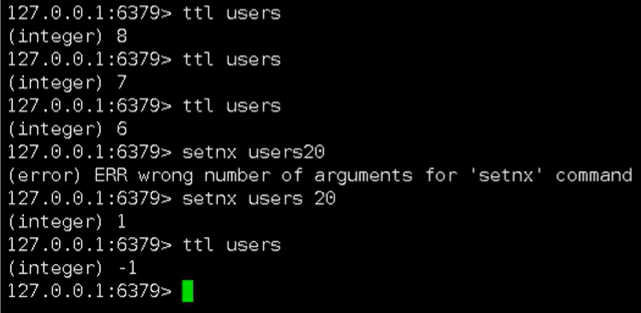 127.0.0.1:6379> ttl users
(integer) 8
127.0.0.1:6379> ttl users
(integer) 7
127.0.0.1:6379> ttl users
(integer) 6
127.0.0.1:6379> setnx users20
(error) ERR wrong number of arguments for 'setnx' command
127.0.0.1:6379> setnx users 20
(integer) 1
127.0.0.1:6379> ttl users
(integer) -1
127.0.0.1:6379>